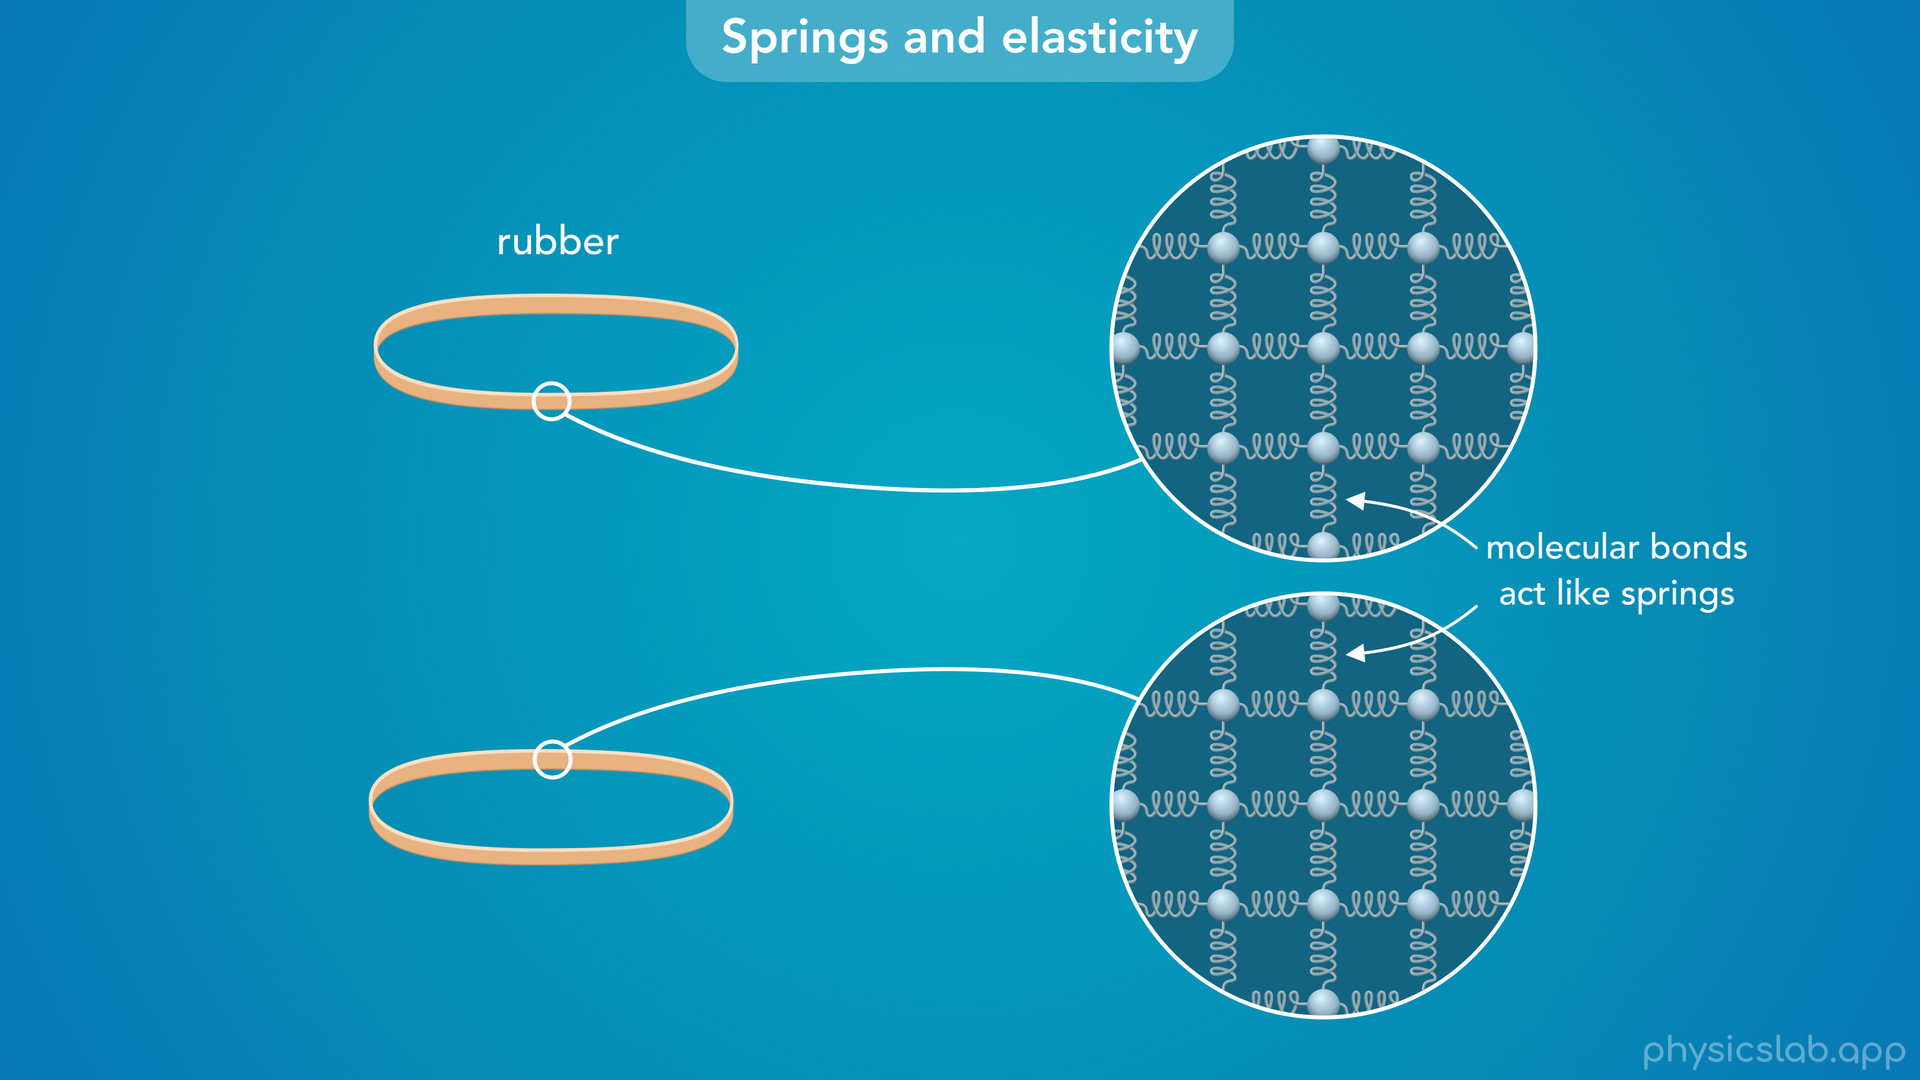 Springs and elasticity
rubber
molecular bonds
act like springs
physicslab.app